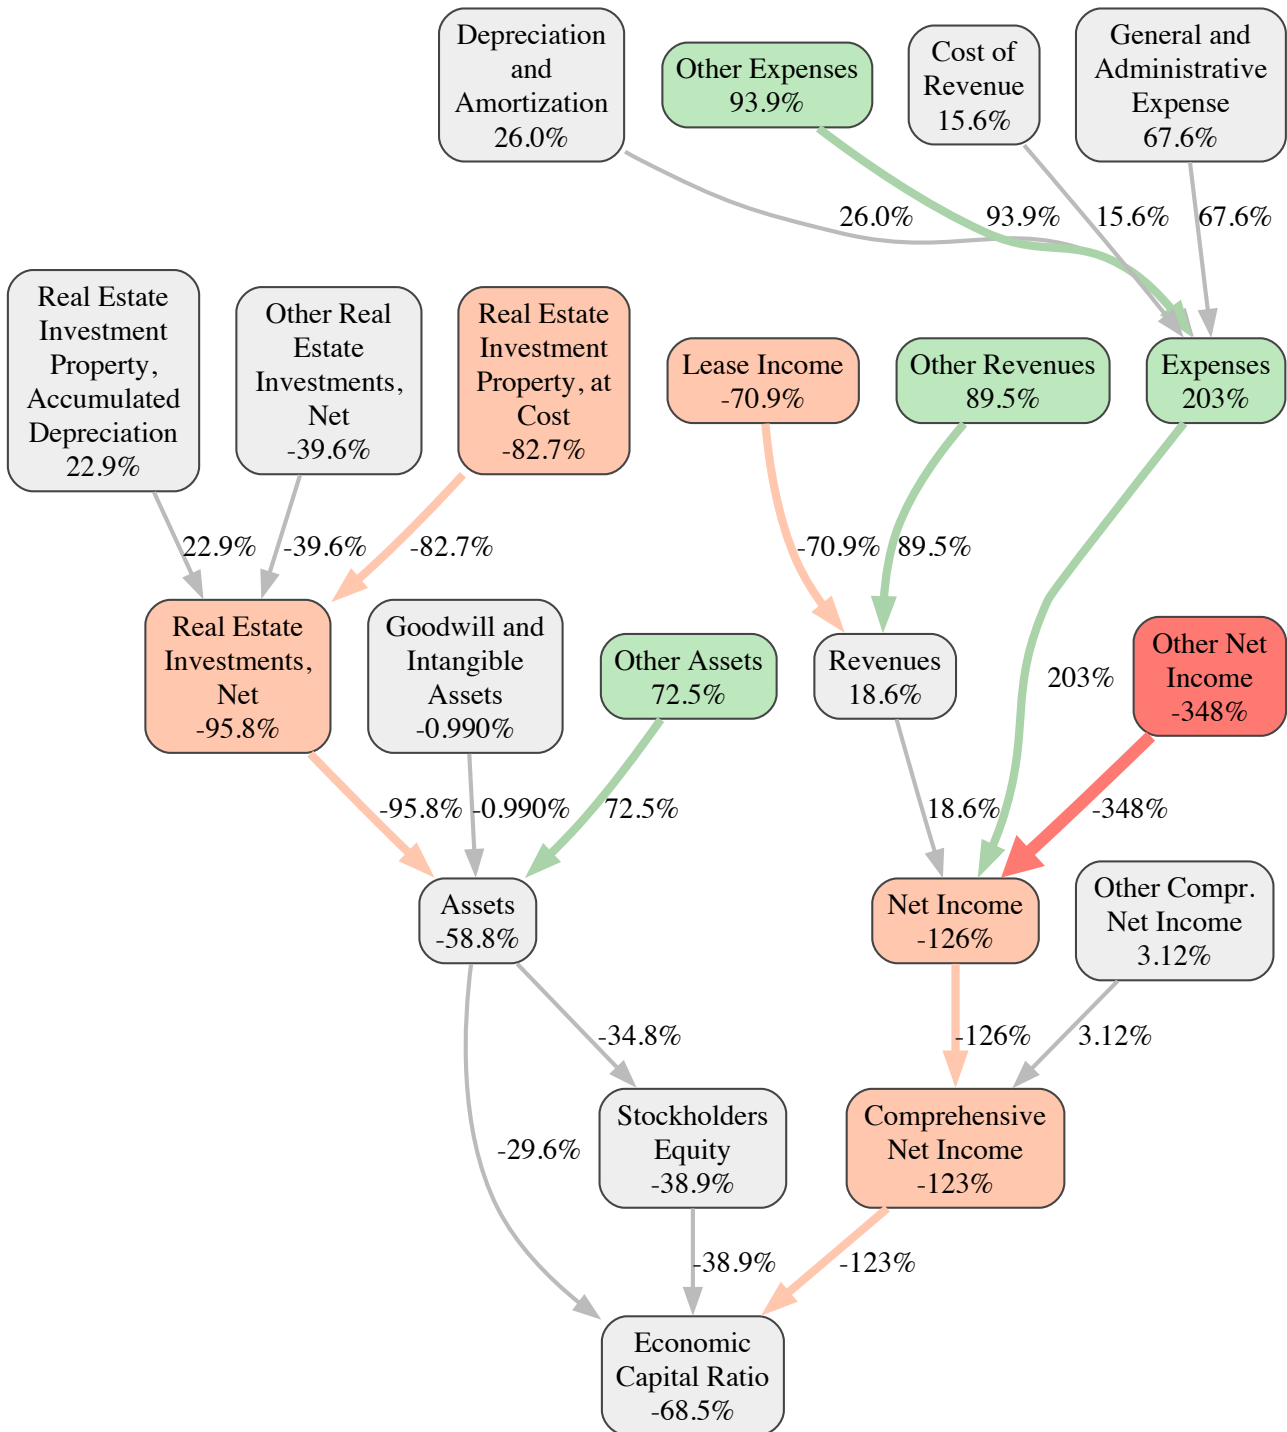 Depreciation
and
Amortization
26.0%
Other Expenses
93.9%
Cost of
Revenue
15.6%
General and
Administrative
Expense
67.6%
26.0%
93.9%
15.6%
67.6%
Real Estate
Investment
Property,
Accumulated
Depreciation
22.9%
Other Real
Estate
Investments,
Net
-39.6%
Real Estate
Investment
Property, at
Cost
-82.7%
Lease Income
-70.9%
Other Revenues
89.5%
Expenses
203%
22.9%
-39.6%
-82.7%
-70.9%
89.5%
Real Estate
Investments,
Net
-95.8%
Goodwill and
Intangible
Assets
-0.990%
Other Assets
72.5%
Revenues
18.6%
203%
Other Net
Income
-348%
-95.8%
-0.990%
72.5%
18.6%
-348%
Assets
-58.8%
Net Income
-126%
Other Compr.
Net Income
3.12%
-34.8%
-126%
3.12%
-29.6%
Stockholders
Equity
-38.9%
Comprehensive
Net Income
-123%
-38.9%
-123%
Economic
Capital Ratio
-68.5%